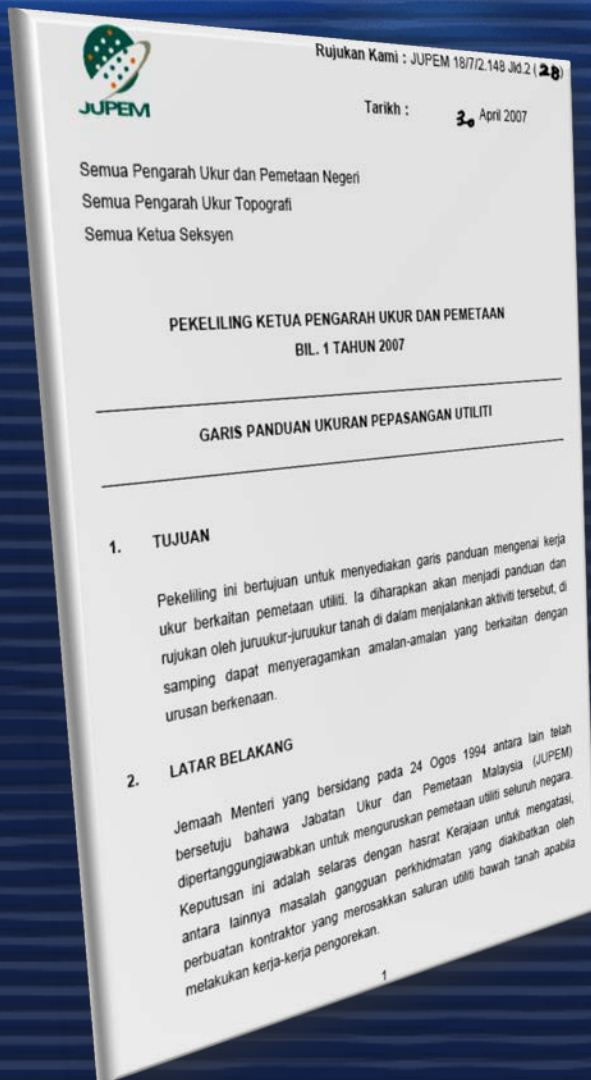 JUPEM
Rujukan Kami : JUPEM 18/7/2.148 Jld.2 (28)
Tarikh : 30 April 2007
Semua Pengarah Ukur dan Pemetaan Negeri
Semua Pengarah Ukur Topografi
Semua Ketua Seksyen
PEKELILING KETUA PENGARAH UKUR DAN PEMETAAN
BIL. 1 TAHUN 2007
GARIS PANDUAN UKURAN PEPASANGAN UTILITI
1. TUJUAN
Pekeliling ini bertujuan untuk menyediakan garis panduan mengenai kerja
ukur berkaitan pemetaan utiliti. Ia diharapkan akan menjadi panduan dan
rujukan oleh juruukur-juruukur tanah di dalam menjalankan aktiviti tersebut, di
samping dapat menyeragamkan amalan-amalan yang berkaitan dengan
urusan berkenaan.
2. LATAR BELAKANG
Jemaah Menteri yang bersidang pada 24 Ogos 1994 antara lain telah
bersetuju bahawa Jabatan Ukur dan Pemetaan Malaysia (JUPEM)
dipertanggungjawabkan untuk menguruskan pemetaan utiliti seluruh negara.
Keputusan ini adalah selaras dengan hasrat Kerajaan untuk mengatasi,
antara lainnya masalah gangguan perkhidmatan yang diakibatkan oleh
perbuatan kontraktor yang merosakkan saluran utiliti bawah tanah apabila
melakukan kerja-kerja pengorekan.
1